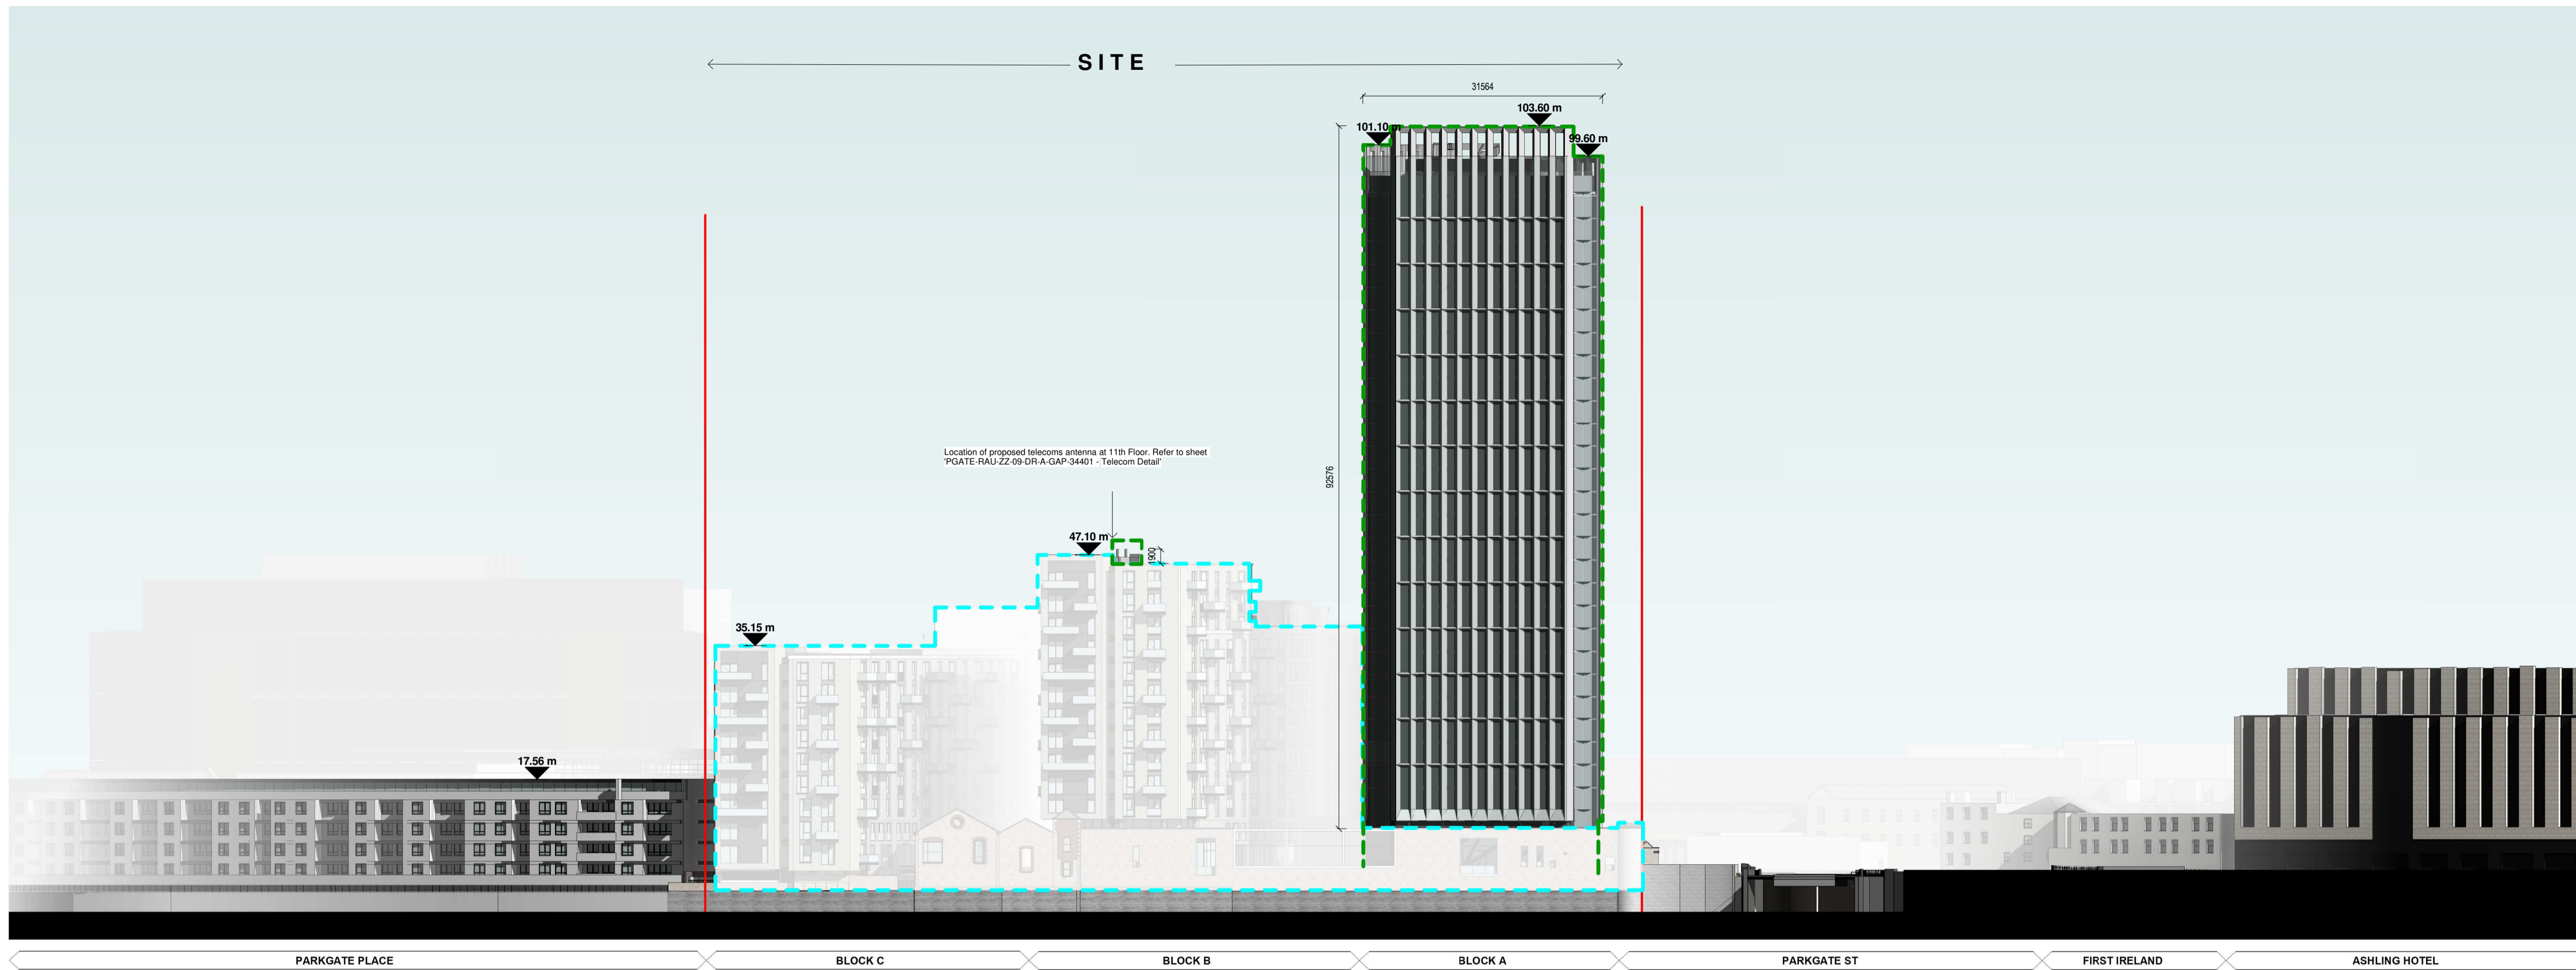 SITE
31564
103.60 m
101.10 m
99.60 m
92576
Location of proposed telecoms antenna at 11th Floor. Refer to sheet
'PGATE-RAU-ZZ-09-DR-A-GAP-34401 - Telecom Detail'
47.10 m
1900
35.15 m
17.56 m
PARKGATE PLACE
BLOCK C
BLOCK B
BLOCK A
PARKGATE ST
FIRST IRELAND
ASHLING HOTEL